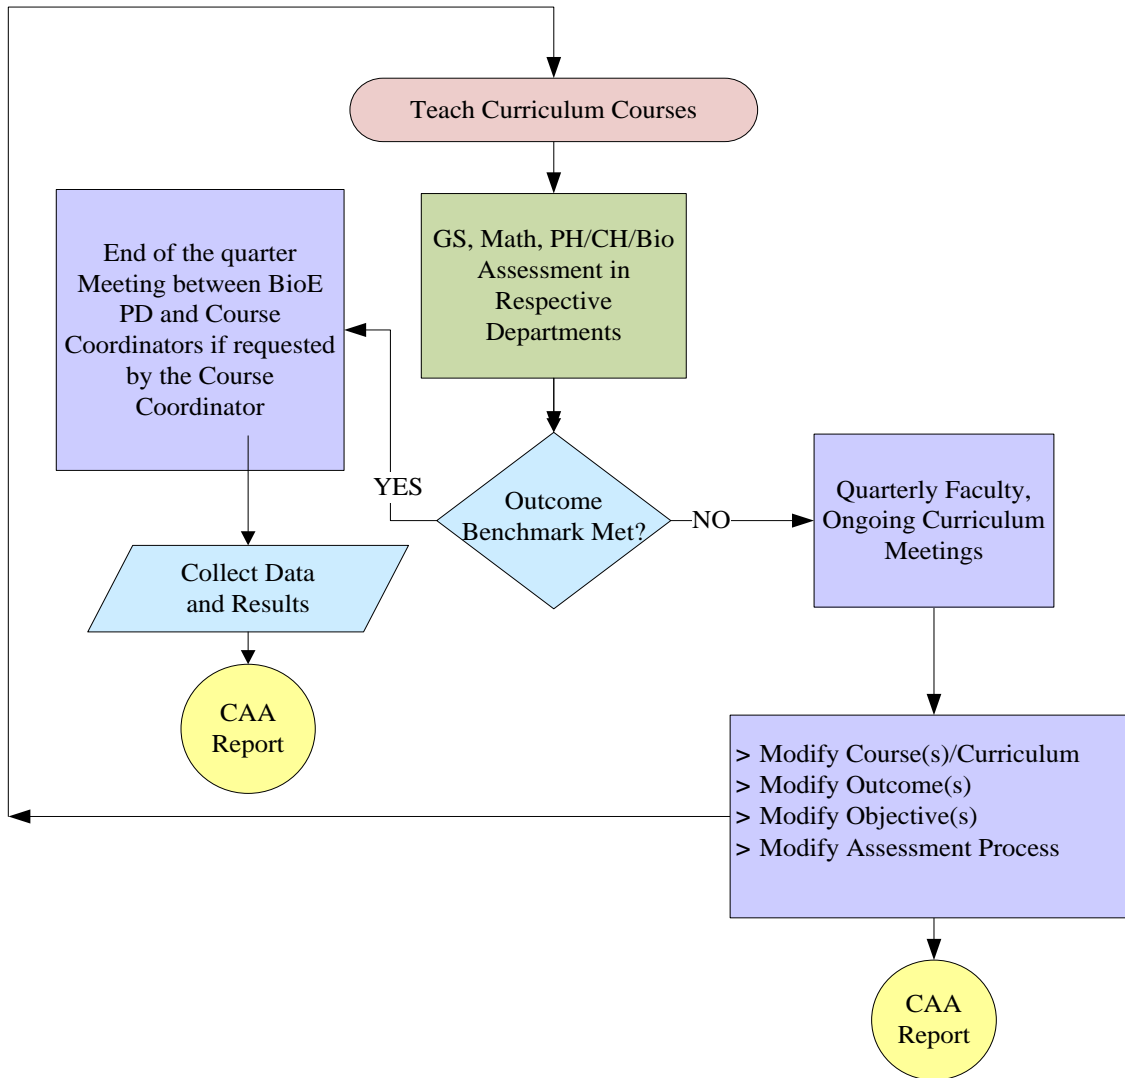 Teach Curriculum Courses
GS, Math, PH/CH/Bio
Assessment in
Respective
Departments
End of the quarter
Meeting between BioE
PD and Course
Coordinators if requested
by the Course
Coordinator
YES
Outcome
Benchmark Met?
NO
Quarterly Faculty,
Ongoing Curriculum
Meetings
Collect Data
and Results
CAA
Report
> Modify Course(s)/Curriculum
> Modify Outcome(s)
> Modify Objective(s)
> Modify Assessment Process
CAA
Report